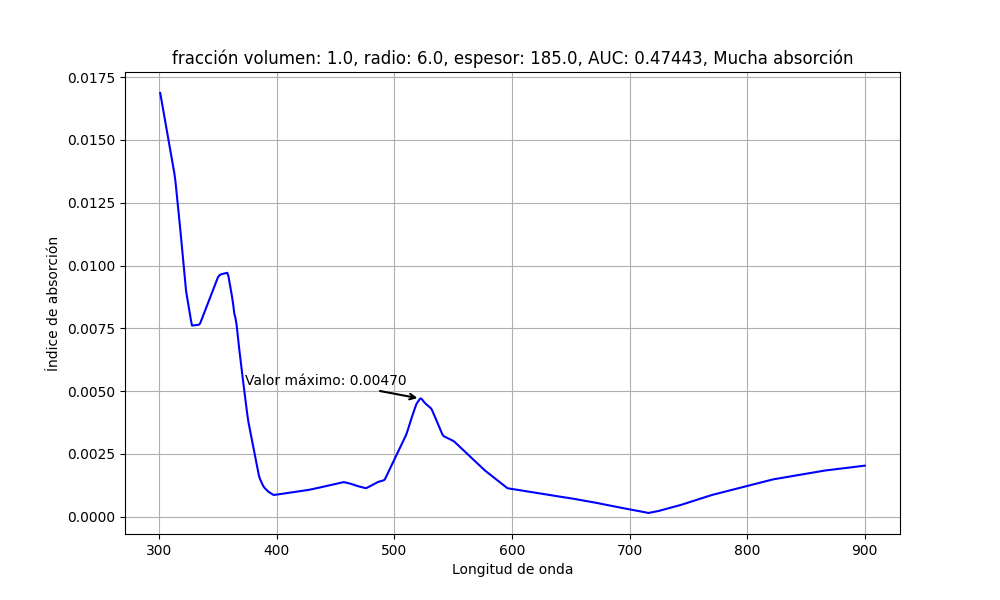 fracción volumen: 1.0, radio: 6.0, espesor: 185.0, AUC: 0.47443, Mucha absorción
0.0175
0.0150
0.0125
0.0100
0.0075
0.0050
0.0025
0.0000
Índice de absorción
Valor máximo: 0.00470
300 400 500 600 700 800 900
Longitud de onda